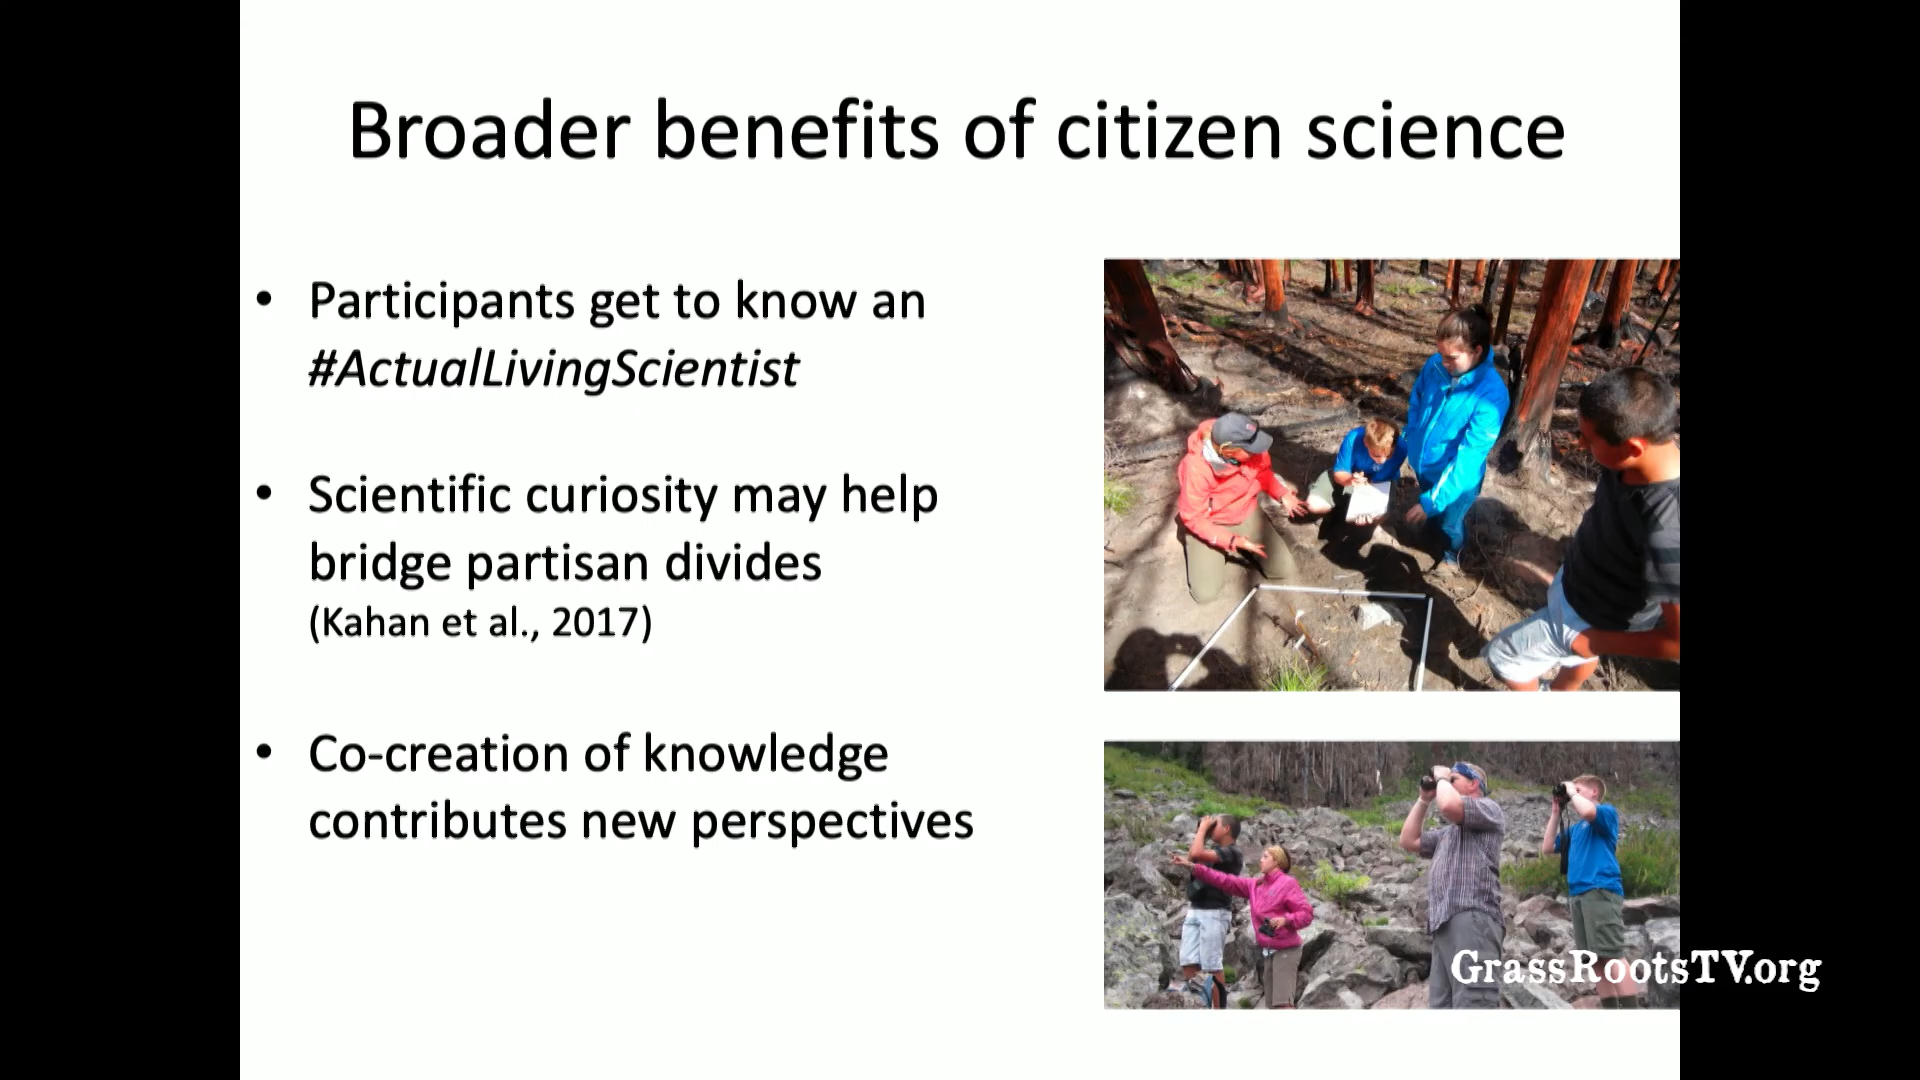 Broader benefits of citizen science
• Participants get to know an
#ActualLivingScientist
• Scientific curiosity may help
bridge partisan divides
(Kahan et al., 2017)
• Co-creation of knowledge
contributes new perspectives
GrassRootsTV.org